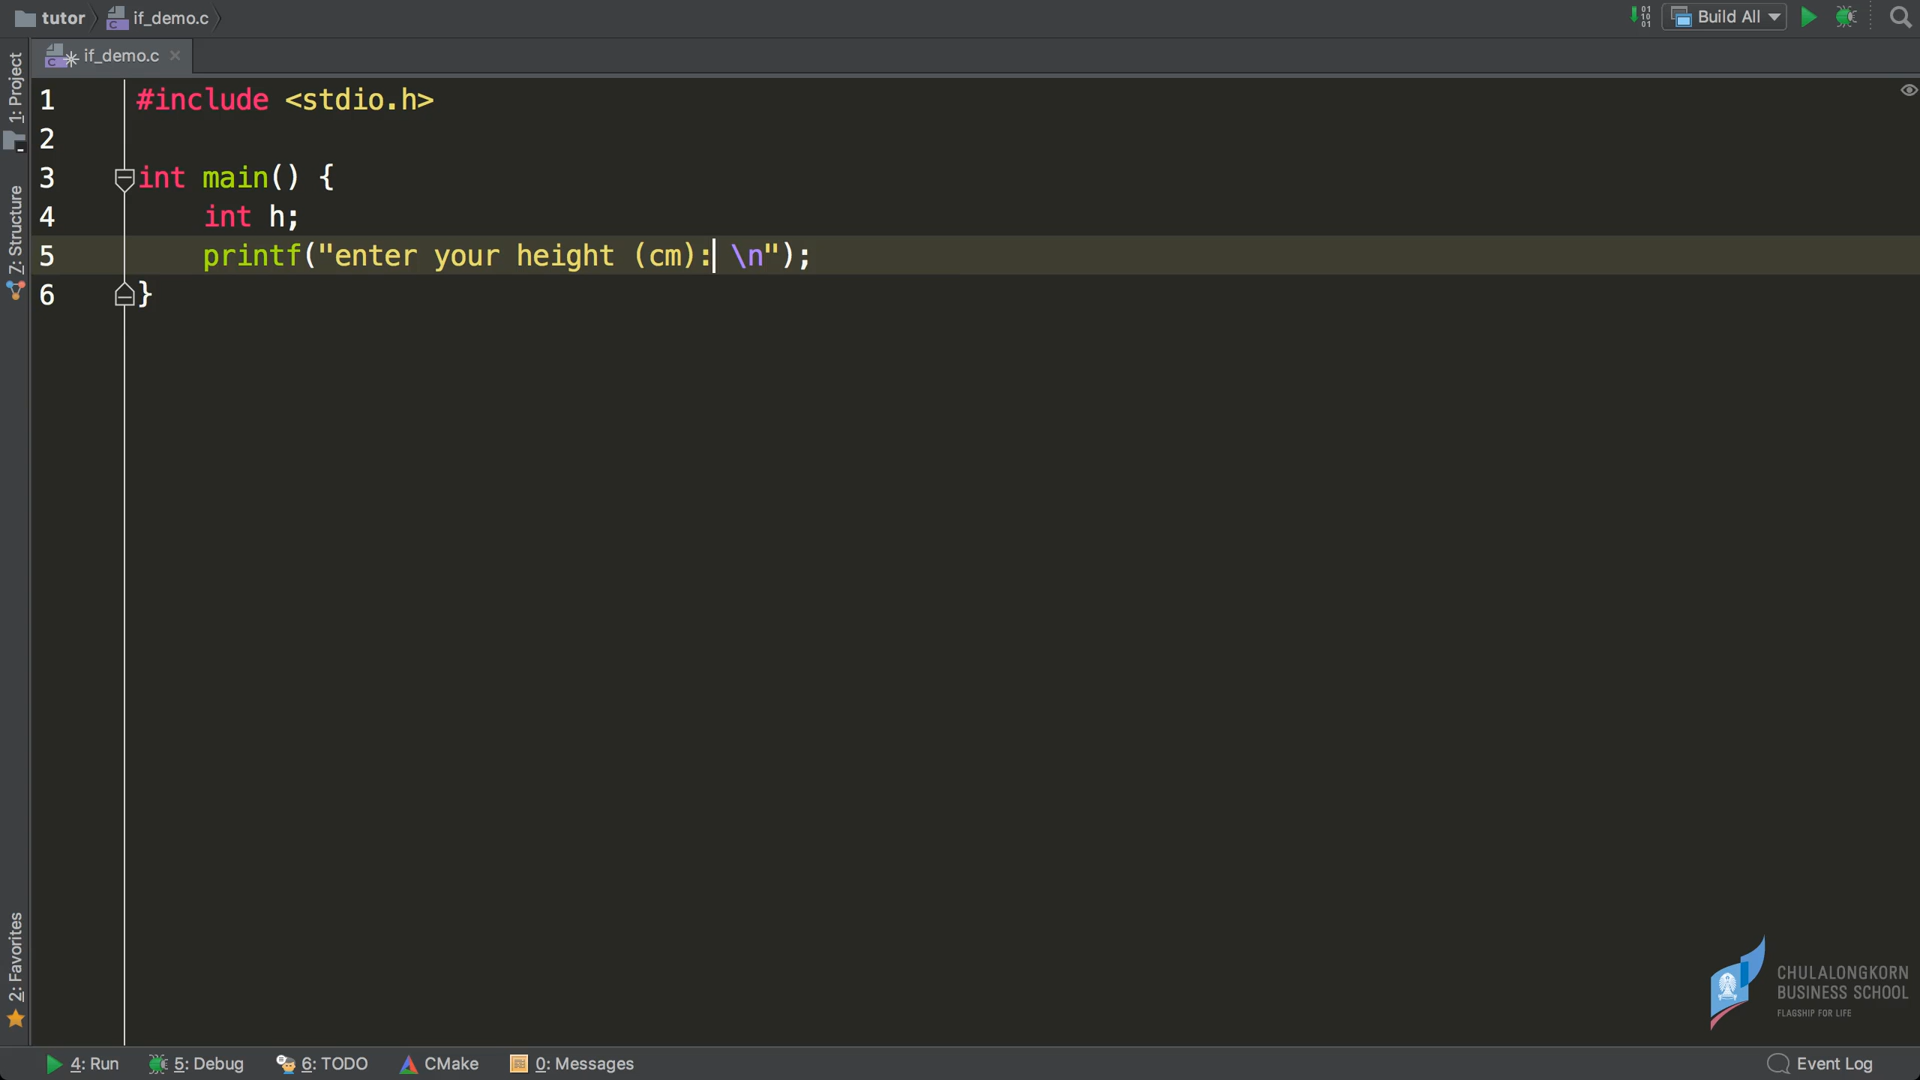 tutor if_demo.c Build All
if_demo.c
1: Project
Z: Structure
2: Favorites
1 #include <stdio.h>
2
3 int main() {
4 int h;
5 printf("enter your height (cm): \n");
6 }
CHULALONGKORN
BUSINESS SCHOOL
FLAGSHIP FOR LIFE
4: Run 5: Debug 6: TODO CMake 0: Messages Event Log